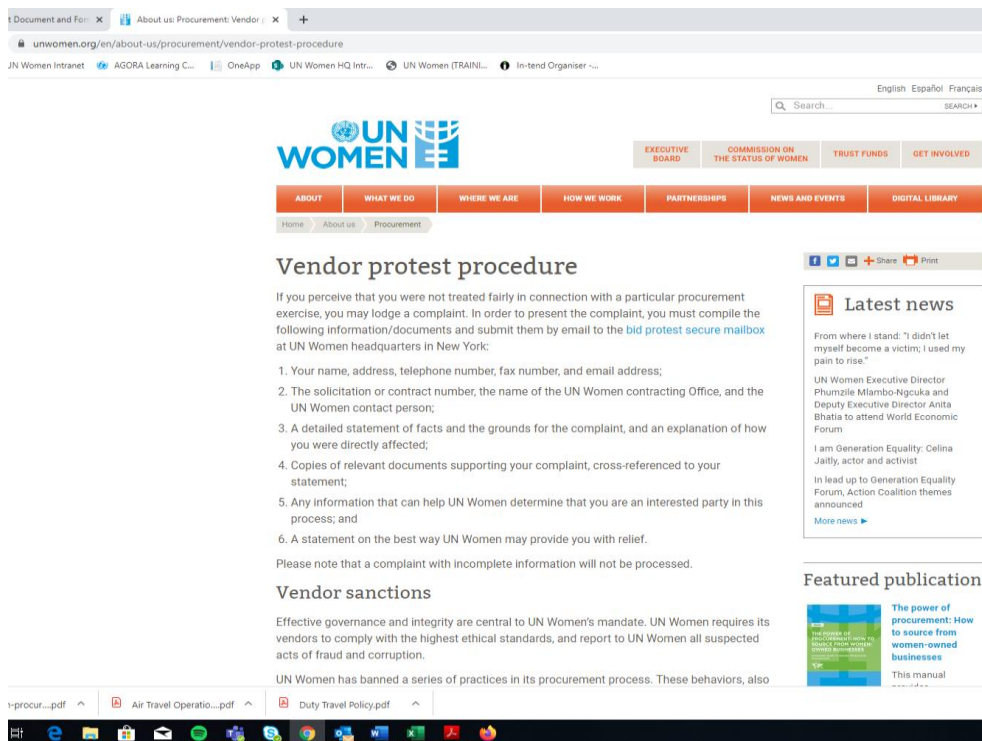 t Document and For
About us: Procurement: Vendor p
unwomen.org/en/about-us/procurement/vendor-protest-procedure
UN Women Intranet AGORA Learning C... OneApp UN Women HQ Intr... UN Women (TRAINI... In-tend Organiser -...
English Español Français
Search... SEARCH
UN
WOMEN
EXECUTIVE BOARD COMMISSION ON THE STATUS OF WOMEN TRUST FUNDS GET INVOLVED
ABOUT WHAT WE DO WHERE WE ARE HOW WE WORK PARTNERSHIPS NEWS AND EVENTS DIGITAL LIBRARY
Home About us Procurement
Vendor protest procedure
If you perceive that you were not treated fairly in connection with a particular procurement
exercise, you may lodge a complaint. In order to present the complaint, you must compile the
following information/documents and submit them by email to the bid protest secure mailbox
at UN Women headquarters in New York:
1. Your name, address, telephone number, fax number, and email address;
2. The solicitation or contract number, the name of the UN Women contracting Office, and the
UN Women contact person;
3. A detailed statement of facts and the grounds for the complaint, and an explanation of how
you were directly affected;
4. Copies of relevant documents supporting your complaint, cross-referenced to your
statement;
5. Any information that can help UN Women determine that you are an interested party in this
process; and
6. A statement on the best way UN Women may provide you with relief.
Please note that a complaint with incomplete information will not be processed.
Vendor sanctions
Effective governance and integrity are central to UN Women's mandate. UN Women requires its
vendors to comply with the highest ethical standards, and report to UN Women all suspected
acts of fraud and corruption.
UN Women has banned a series of practices in its procurement process. These behaviors, also
Share Print
Latest news
From where I stand: "I didn't let
myself become a victim; I used my
pain to rise."
UN Women Executive Director
Phumzile Mlambo-Ngcuka and
Deputy Executive Director Anita
Bhatia to attend World Economic
Forum
I am Generation Equality: Celina
Jaitly, actor and activist
In lead up to Generation Equality
Forum, Action Coalition themes
announced
More news
Featured publication
THE POWER OF
PROCUREMENT: HOW TO
SOURCE FROM WOMEN-
OWNED BUSINESSES
The power of
procurement: How
to source from
women-owned
businesses
This manual
n-procur....pdf Air Travel Operatio....pdf Duty Travel Policy.pdf